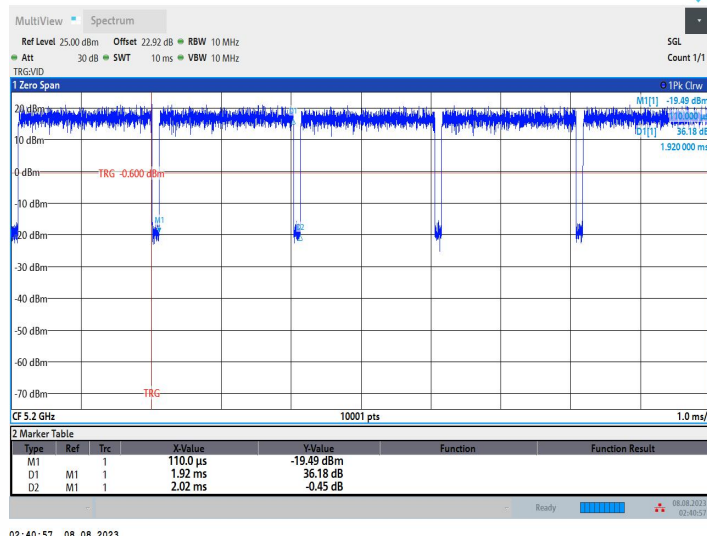 MultiView Spectrum
Ref Level 25.00 dBm Offset 22.92 dB RBW 10 MHz SGL
Att 30 dB SWT 10 ms VBW 10 MHz Count 1/1
TRG:VID
1 Zero Span 1Pk Clrw
M1[1] -19.49 dBm
20 dBm 110.000 µs
D1[1] 36.18 dB
10 dBm
1.920 000 ms
0 dBm
TRG -0.600 dBm
-10 dBm
M1
-20 dBm
-30 dBm
-40 dBm
-50 dBm
-60 dBm
-70 dBm
TRG
CF 5.2 GHz 10001 pts 1.0 ms/
2 Marker Table
Type Ref Trc X-Value Y-Value Function Function Result
M1 1 110.0 µs -19.49 dBm
D1 M1 1 1.92 ms 36.18 dB
D2 M1 1 2.02 ms -0.45 dB
Ready 08.08.2023
02:40:57
02:40:57 08.08.2023